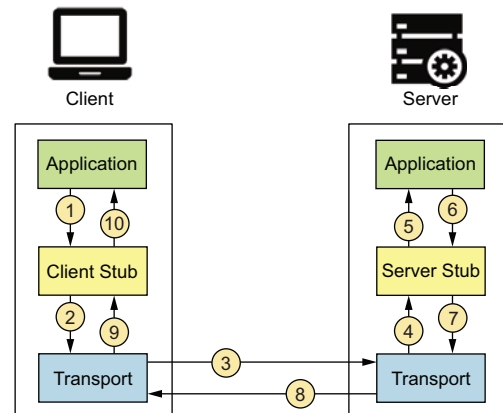 Client
Server
Application
Application
1
10
5
6
Client Stub
Server Stub
2
9
4
7
3
Transport
Transport
8